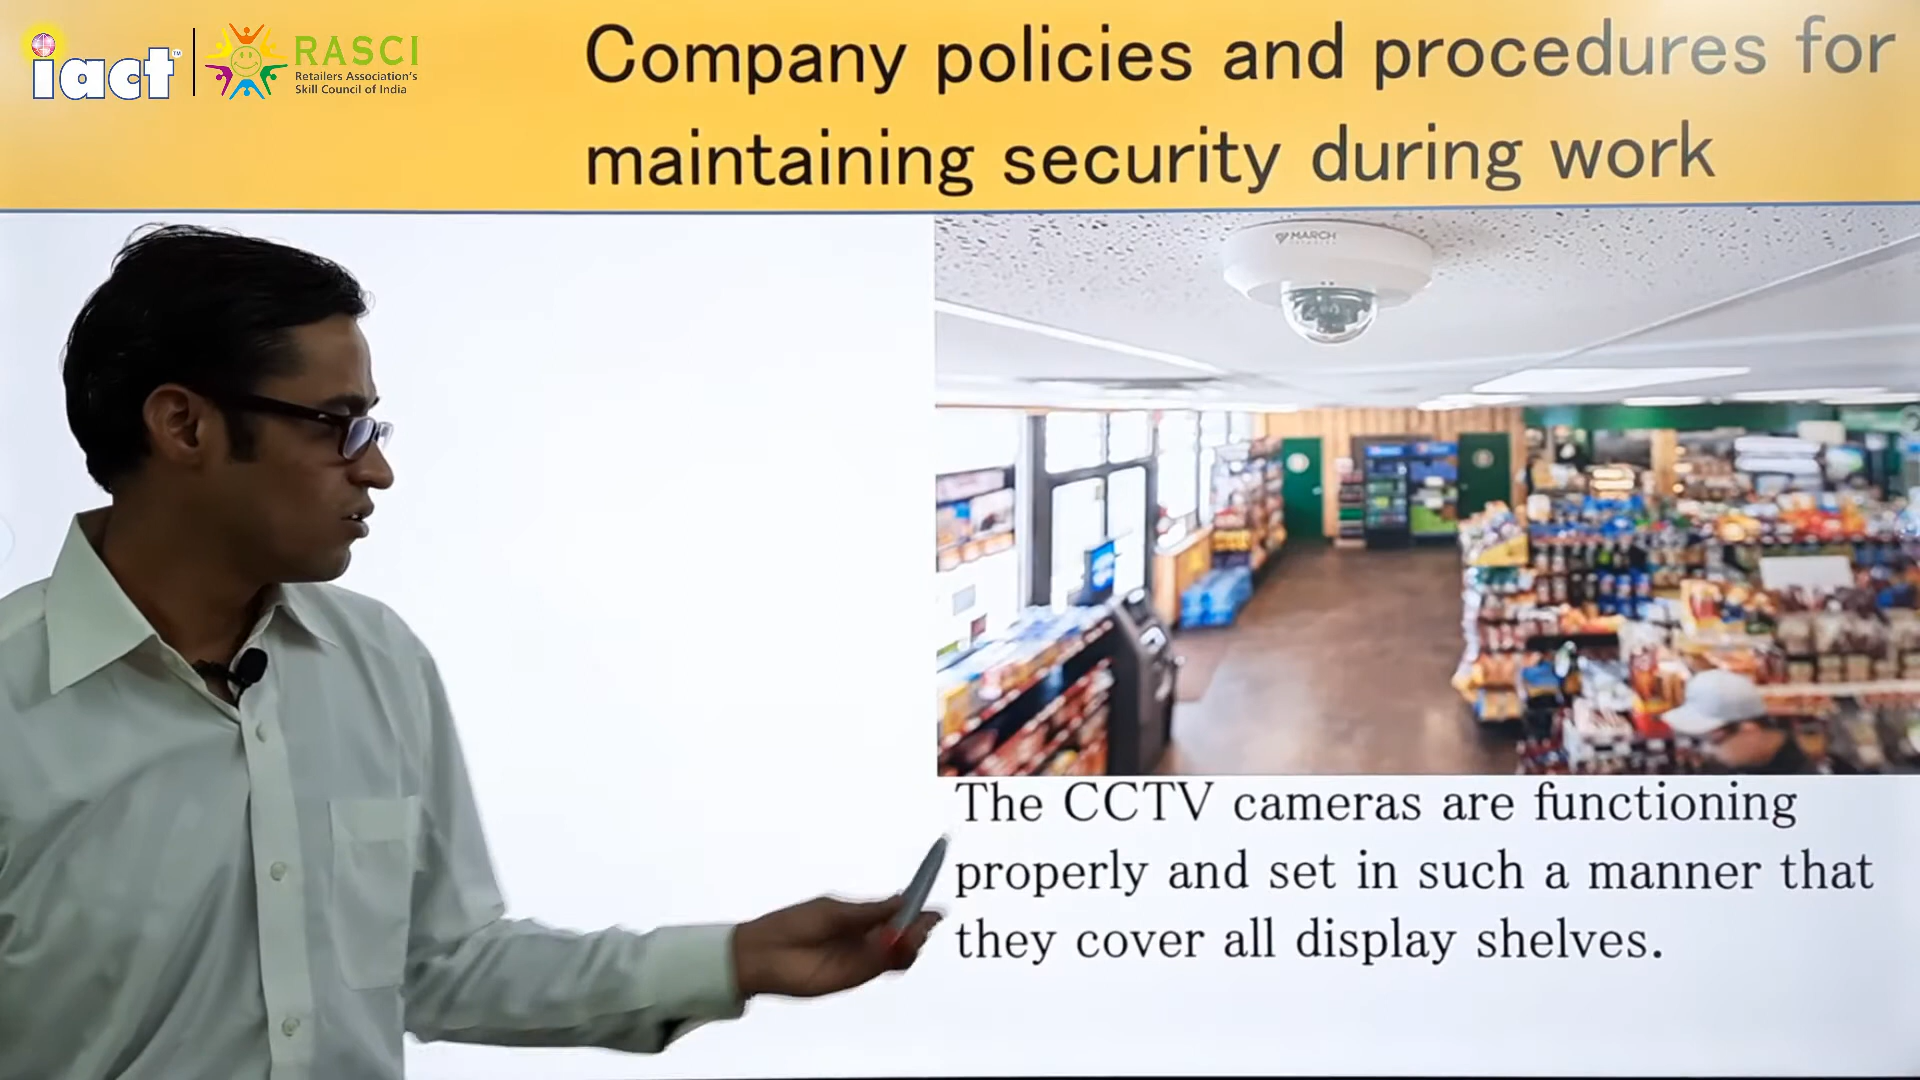 iact
TM
RASCI
Retailers Association's
Skill Council of India
Company policies and procedures for
maintaining security during work
MARCH
The CCTV cameras are functioning
properly and set in such a manner that
they cover all display shelves.